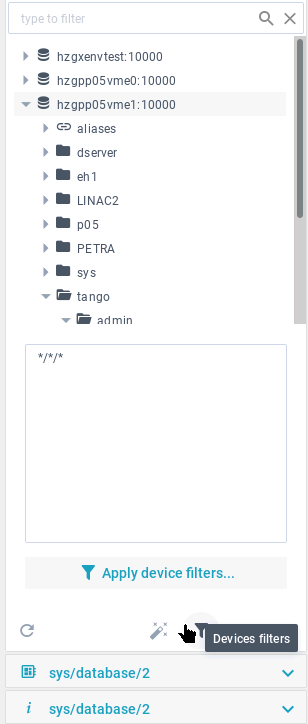 type to filter
hzgxenvtest:10000
hzgpp05vme0:10000
hzgpp05vme1:10000
aliases
dserver
eh1
LINAC2
p05
PETRA
sys
tango
admin
*/*/*
Apply device filters...
Devices filters
sys/database/2
i sys/database/2